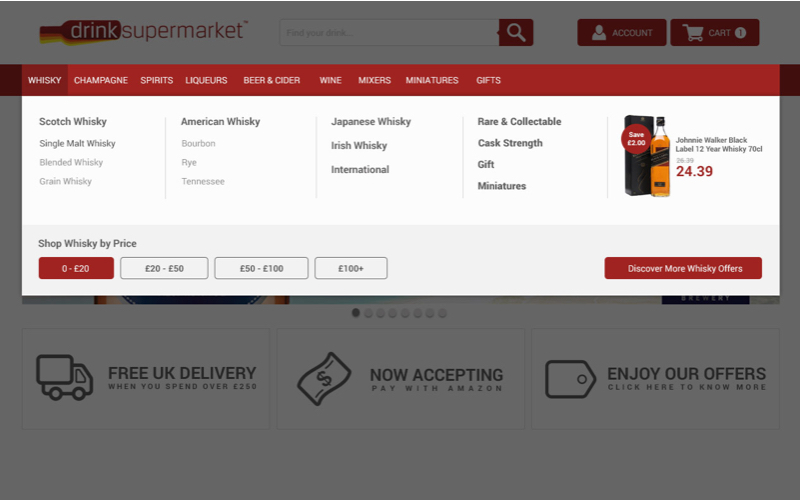 drinksupermarket™
Find your drink...
ACCOUNT
CART 1
WHISKY CHAMPAGNE SPIRITS LIQUEURS BEER & CIDER WINE MIXERS MINIATURES GIFTS
Scotch Whisky
Single Malt Whisky
Blended Whisky
Grain Whisky
American Whisky
Bourbon
Rye
Tennessee
Japanese Whisky
Irish Whisky
International
Rare & Collectable
Cask Strength
Gift
Miniatures
Save
£2.00
Johnnie Walker Black
Label 12 Year Whisky 70cl
26.39
24.39
Shop Whisky by Price
0 - £20
£20 - £50
£50 - £100
£100+
Discover More Whisky Offers
BREWERY
FREE UK DELIVERY
WHEN YOU SPEND OVER £250
NOW ACCEPTING
PAY WITH AMAZON
ENJOY OUR OFFERS
CLICK HERE TO KNOW MORE